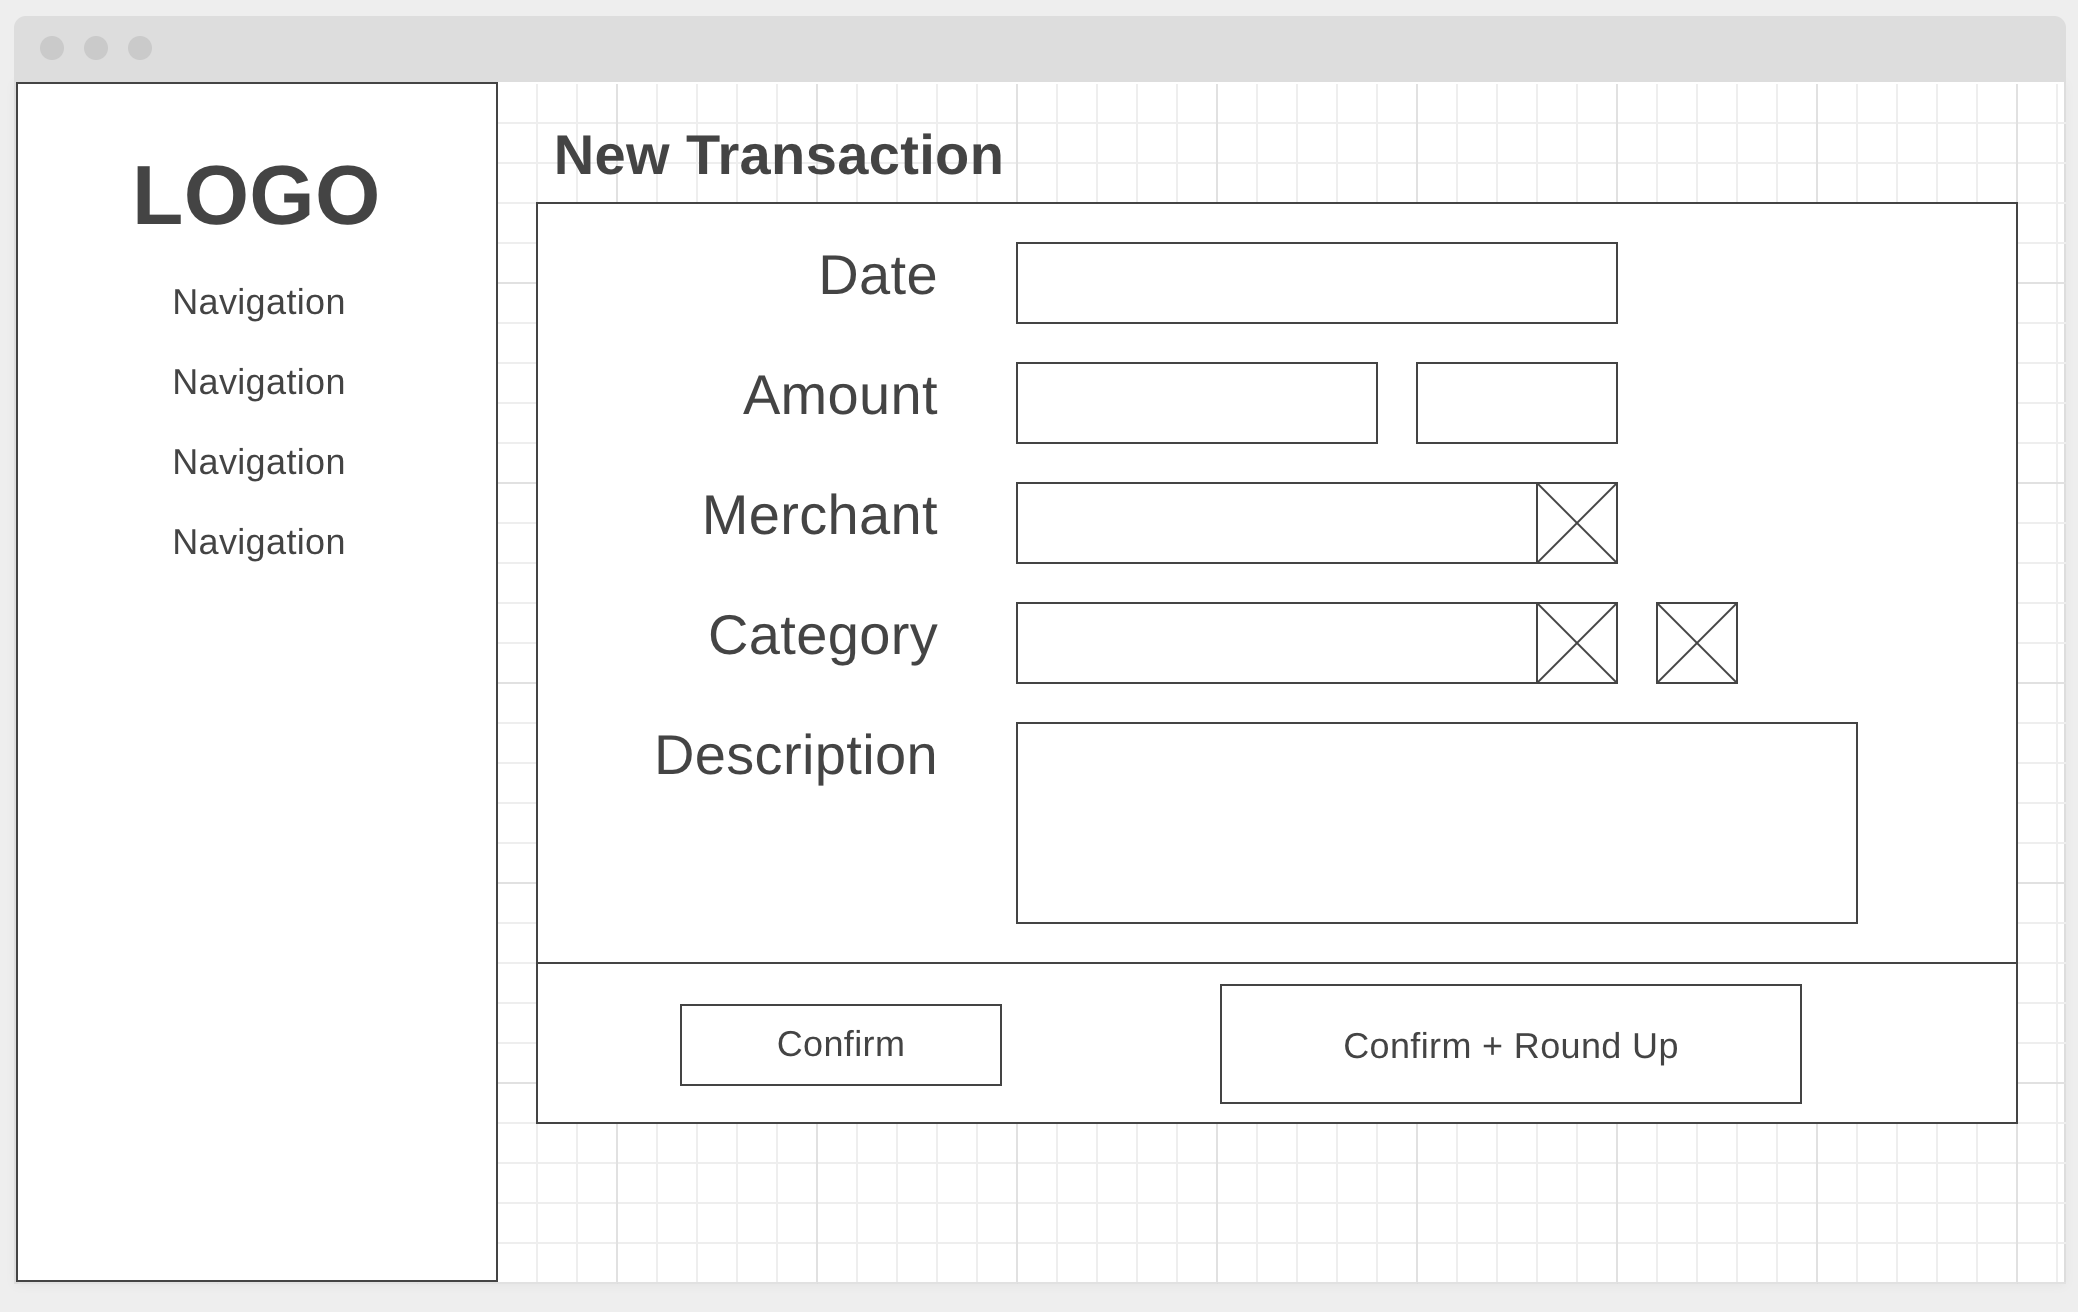 LOGO
Navigation
Navigation
Navigation
Navigation
New Transaction
Date
Amount
Merchant
Category
Description
Confirm
Confirm + Round Up